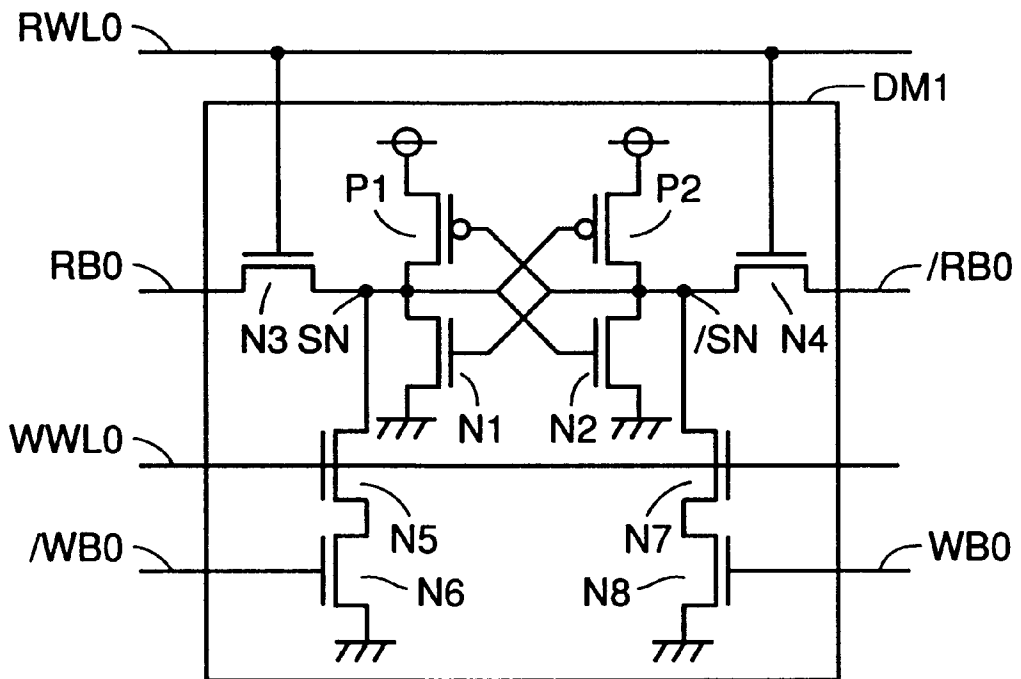 RWL0
DM1
P1 P2
RB0 /RB0
N3 SN /SN N4
N1 N2
WWL0
N5 N7
/WB0 WB0
N6 N8